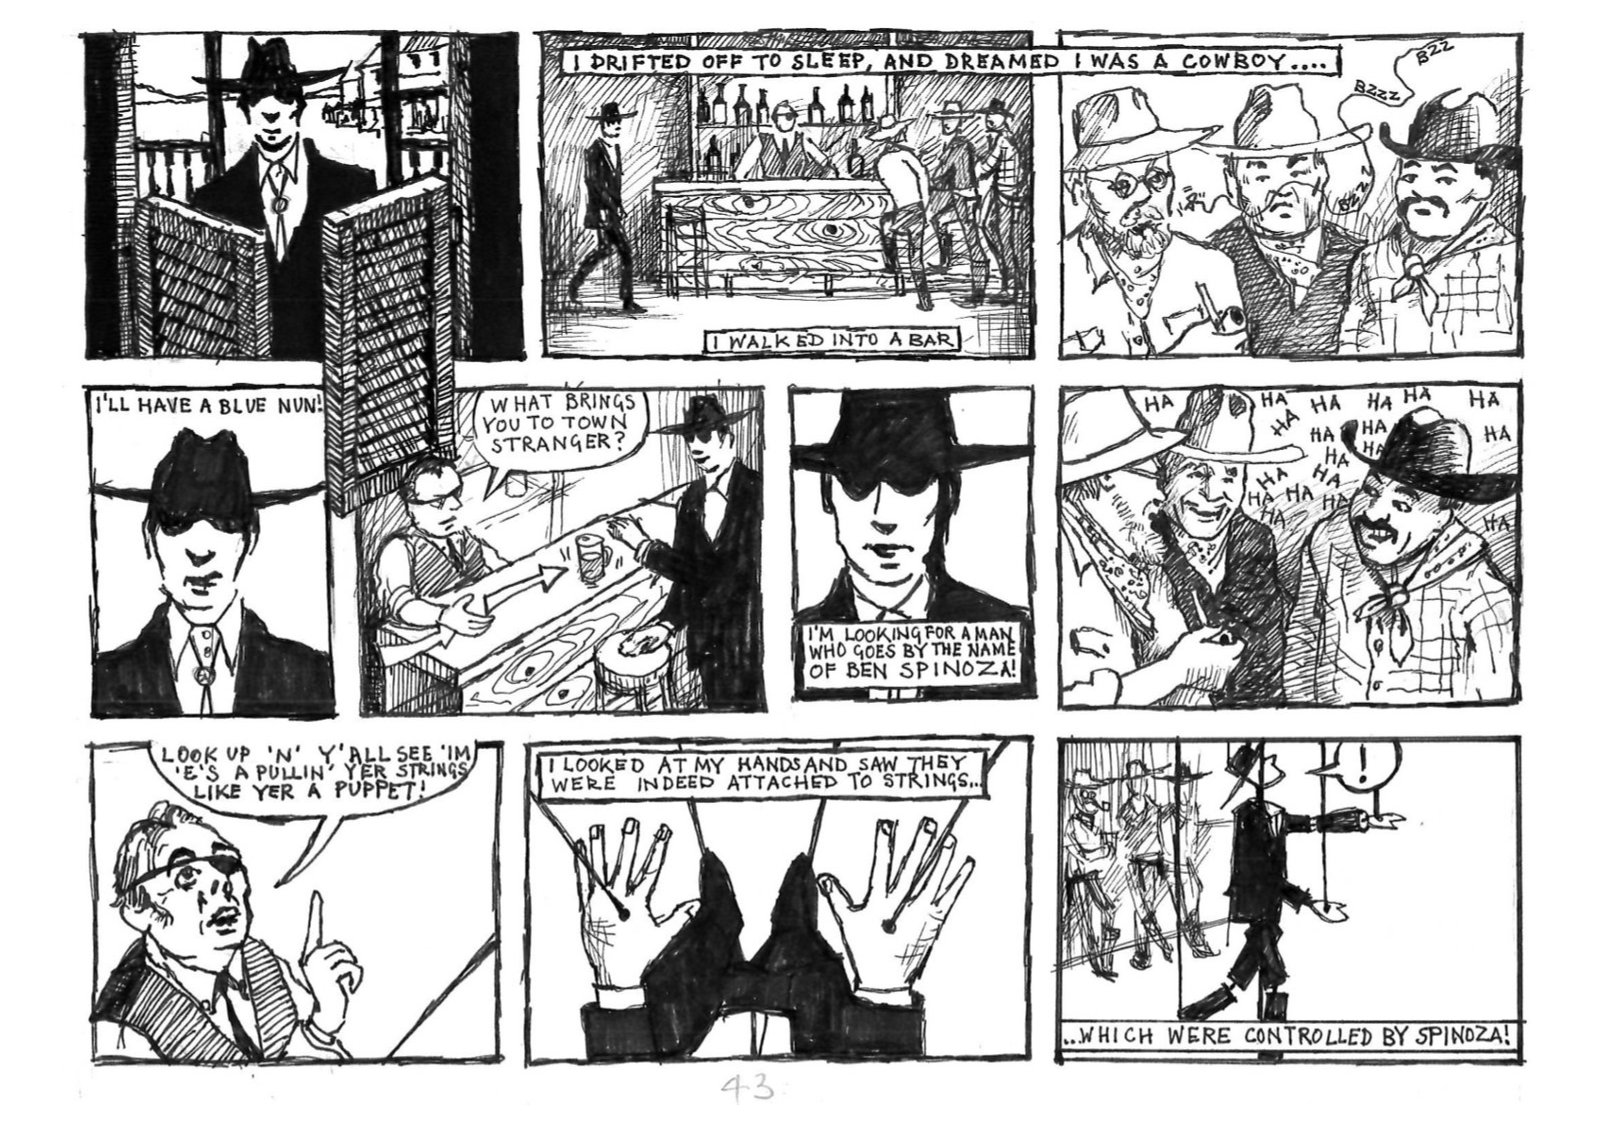 I DRIFTED OFF TO SLEEP, AND DREAMED I WAS A COWBOY....
I WALKED INTO A BAR
BZZ
BZZZ
I'LL HAVE A BLUE NUN!
WHAT BRINGS
YOU TO TOWN
STRANGER?
I'M LOOKING FOR A MAN
WHO GOES BY THE NAME
OF BEN SPINOZA!
HA HA HA HA HA HA
HA HA HA HA
HA HA
HA HA
HA HA HA
HA HA
LOOK UP 'N' Y'ALL SEE 'IM
'E'S A PULLIN' YER STRINGS
LIKE YER A PUPPET!
I LOOKED AT MY HANDS AND SAW THEY
WERE INDEED ATTACHED TO STRINGS...
!
..WHICH WERE CONTROLLED BY SPINOZA!
43